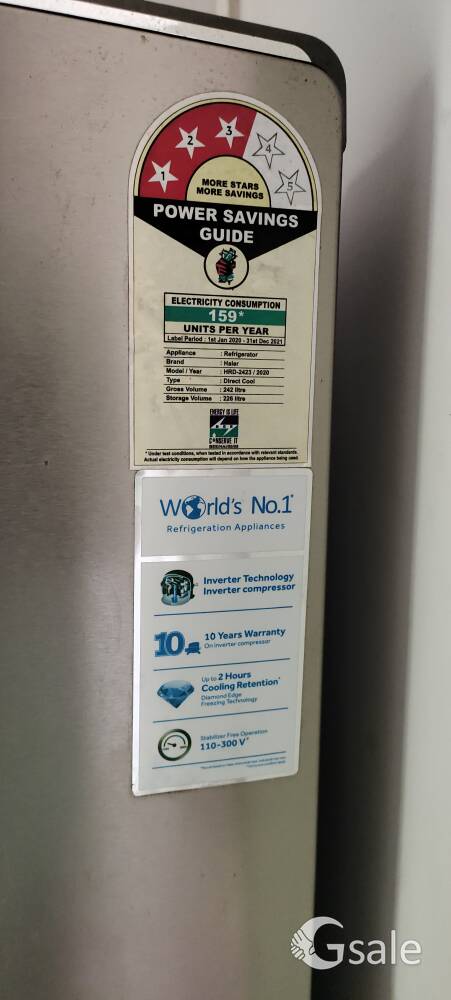 1 2 3 4 5
MORE STARS
MORE SAVINGS
POWER SAVINGS
GUIDE
ELECTRICITY CONSUMPTION
159*
UNITS PER YEAR
Label Period : 1st Jan 2020 - 31st Dec 2021
Appliance : Refrigerator
Brand : Haier
Model / Year : HRD-2423 / 2020
Type : Direct Cool
Gross Volume : 242 litre
Storage Volume : 226 litre
ENERGY IS LIFE
CONSERVE IT
* Under test conditions, when tested in accordance with relevant standards.
Actual electricity consumption will depend on how the appliance being used.
World's No.1*
Refrigeration Appliances
Inverter Technology
Inverter compressor
10 10 Years Warranty
On inverter compressor
Up to 2 Hours
Cooling Retention*
Diamond Edge
Freezing Technology
Stabilizer Free Operation
110-300 V*
Gsale